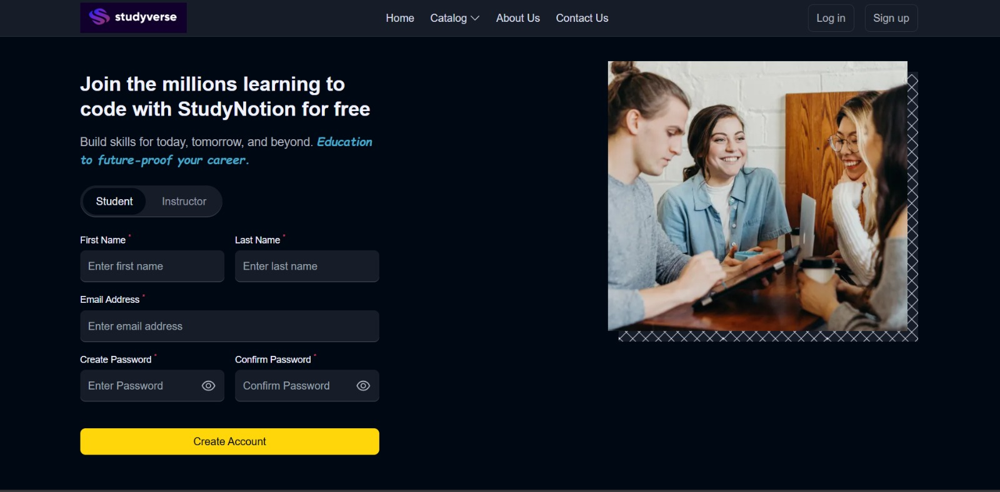 studyverse
Home
Catalog
About Us
Contact Us
Log in
Sign up
Join the millions learning to
code with StudyNotion for free
Build skills for today, tomorrow, and beyond. Education
to future-proof your career.
Student
Instructor
First Name *
Last Name *
Enter first name
Enter last name
Email Address *
Enter email address
Create Password *
Confirm Password *
Enter Password
Confirm Password
Create Account